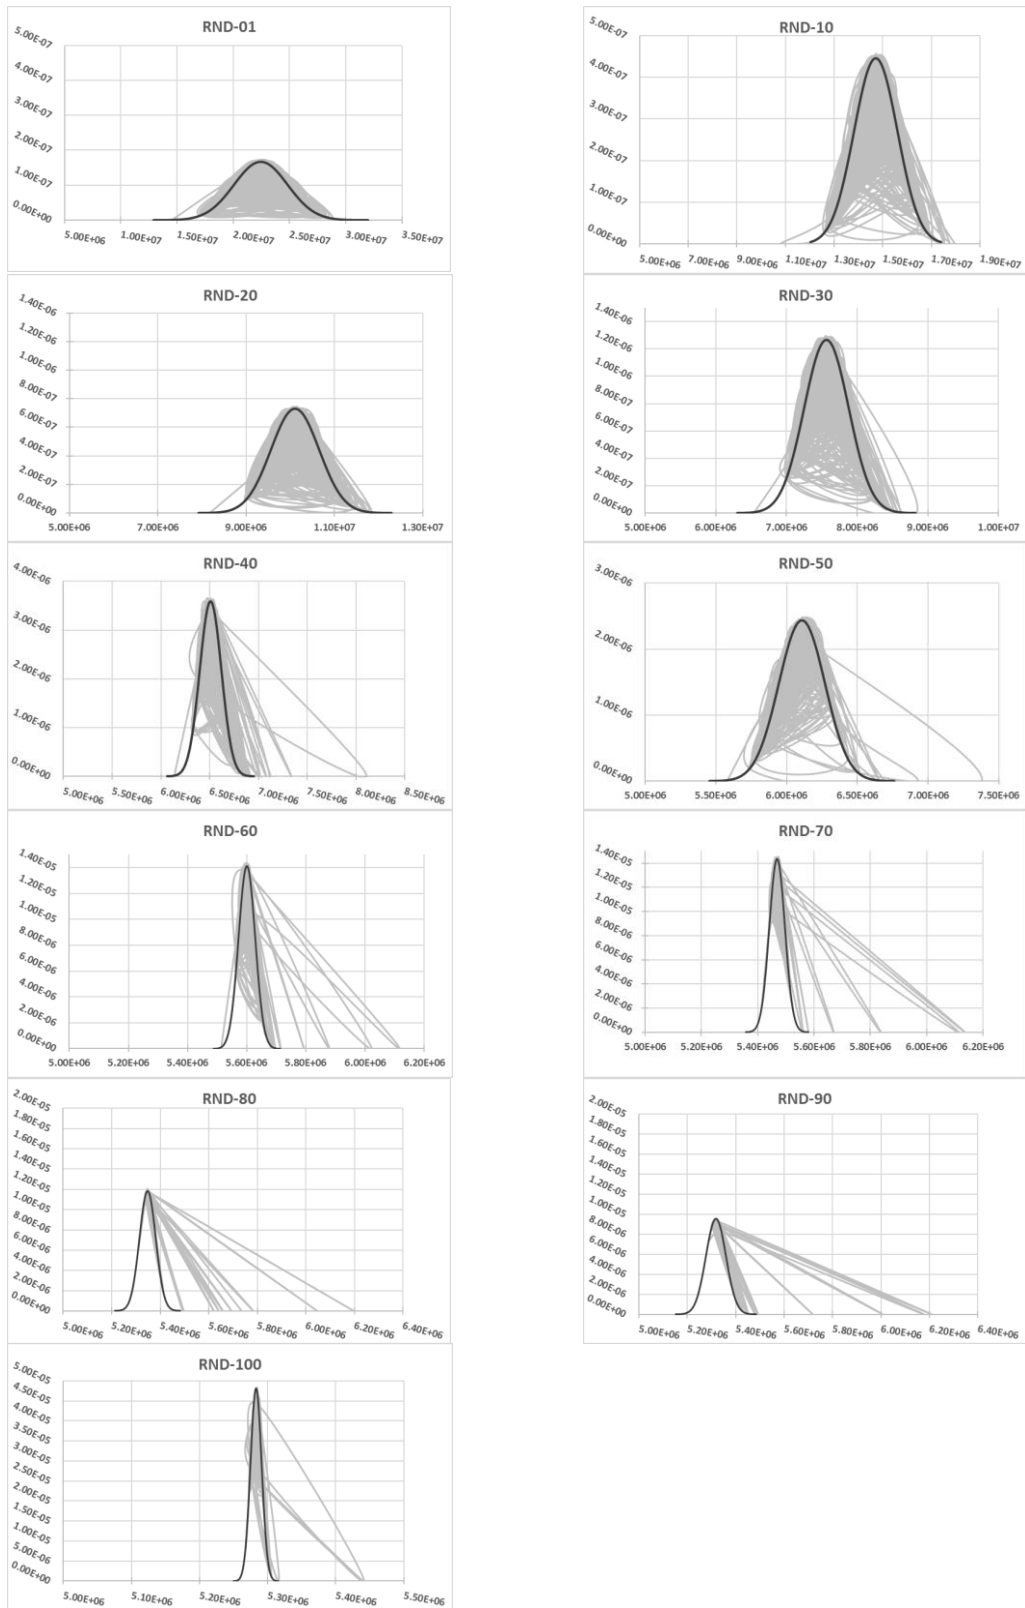 RND-01
5.00E-07
4.00E-07
3.00E-07
2.00E-07
1.00E-07
0.00E+00
5.00E+06 1.00E+07 1.50E+07 2.00E+07 2.50E+07 3.00E+07 3.50E+07
RND-10
5.00E-07
4.00E-07
3.00E-07
2.00E-07
1.00E-07
0.00E+00
5.00E+06 7.00E+06 9.00E+06 1.10E+07 1.30E+07 1.50E+07 1.70E+07 1.90E+07
RND-20
1.40E-06
1.20E-06
1.00E-06
8.00E-07
6.00E-07
4.00E-07
2.00E-07
0.00E+00
5.00E+06 7.00E+06 9.00E+06 1.10E+07 1.30E+07
RND-30
1.40E-06
1.20E-06
1.00E-06
8.00E-07
6.00E-07
4.00E-07
2.00E-07
0.00E+00
5.00E+06 6.00E+06 7.00E+06 8.00E+06 9.00E+06 1.00E+07
RND-40
4.00E-06
3.00E-06
2.00E-06
1.00E-06
0.00E+00
5.00E+06 5.50E+06 6.00E+06 6.50E+06 7.00E+06 7.50E+06 8.00E+06 8.50E+06
RND-50
3.00E-06
2.00E-06
1.00E-06
0.00E+00
5.00E+06 5.50E+06 6.00E+06 6.50E+06 7.00E+06 7.50E+06
RND-60
1.40E-05
1.20E-05
1.00E-05
8.00E-06
6.00E-06
4.00E-06
2.00E-06
0.00E+00
5.00E+06 5.20E+06 5.40E+06 5.60E+06 5.80E+06 6.00E+06 6.20E+06
RND-70
1.40E-05
1.20E-05
1.00E-05
8.00E-06
6.00E-06
4.00E-06
2.00E-06
0.00E+00
5.00E+06 5.20E+06 5.40E+06 5.60E+06 5.80E+06 6.00E+06 6.20E+06
RND-80
2.00E-05
1.80E-05
1.60E-05
1.40E-05
1.20E-05
1.00E-05
8.00E-06
6.00E-06
4.00E-06
2.00E-06
0.00E+00
5.00E+06 5.20E+06 5.40E+06 5.60E+06 5.80E+06 6.00E+06 6.20E+06 6.40E+06
RND-90
2.00E-05
1.80E-05
1.60E-05
1.40E-05
1.20E-05
1.00E-05
8.00E-06
6.00E-06
4.00E-06
2.00E-06
0.00E+00
5.00E+06 5.20E+06 5.40E+06 5.60E+06 5.80E+06 6.00E+06 6.20E+06 6.40E+06
RND-100
5.00E-05
4.50E-05
4.00E-05
3.50E-05
3.00E-05
2.50E-05
2.00E-05
1.50E-05
1.00E-05
5.00E-06
0.00E+00
5.00E+06 5.10E+06 5.20E+06 5.30E+06 5.40E+06 5.50E+06